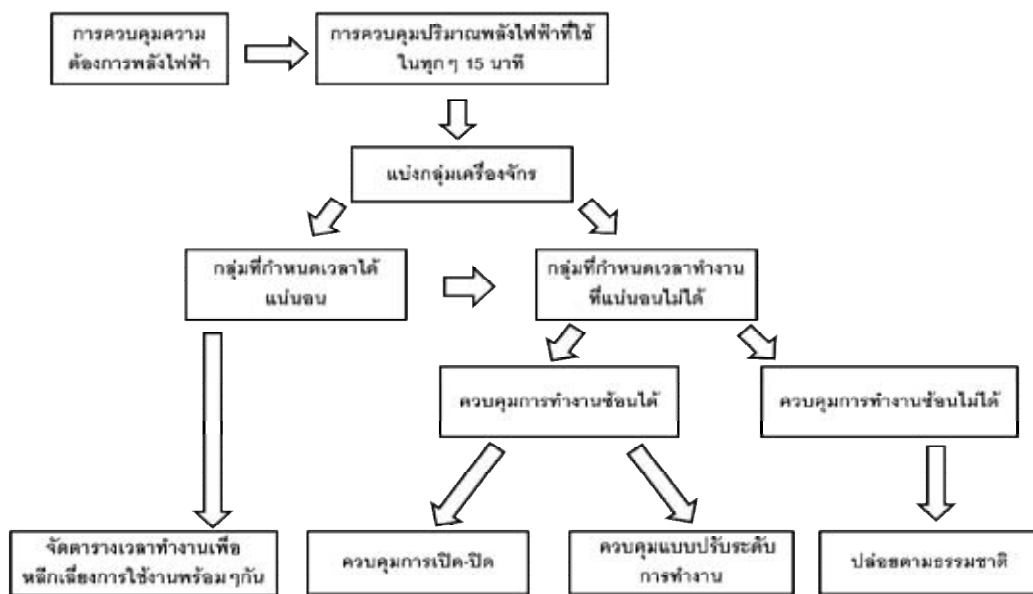 การควบคุมความ
ต้องการพลังไฟฟ้า
การควบคุมปริมาณพลังไฟฟ้าที่ใช้
ในทุกๆ 15 นาที
แบ่งกลุ่มเครื่องจักร
กลุ่มที่กำหนดเวลาได้
แน่นอน
กลุ่มที่กำหนดเวลาทำงาน
ที่แน่นอนไม่ได้
ควบคุมการทำงานซ้อนได้
ควบคุมการทำงานซ้อนไม่ได้
จัดตารางเวลาทำงานเพื่อ
หลีกเลี่ยงการใช้งานพร้อมๆกัน
ควบคุมการเปิด-ปิด
ควบคุมแบบปรับระดับ
การทำงาน
ปล่อยตามธรรมชาติ